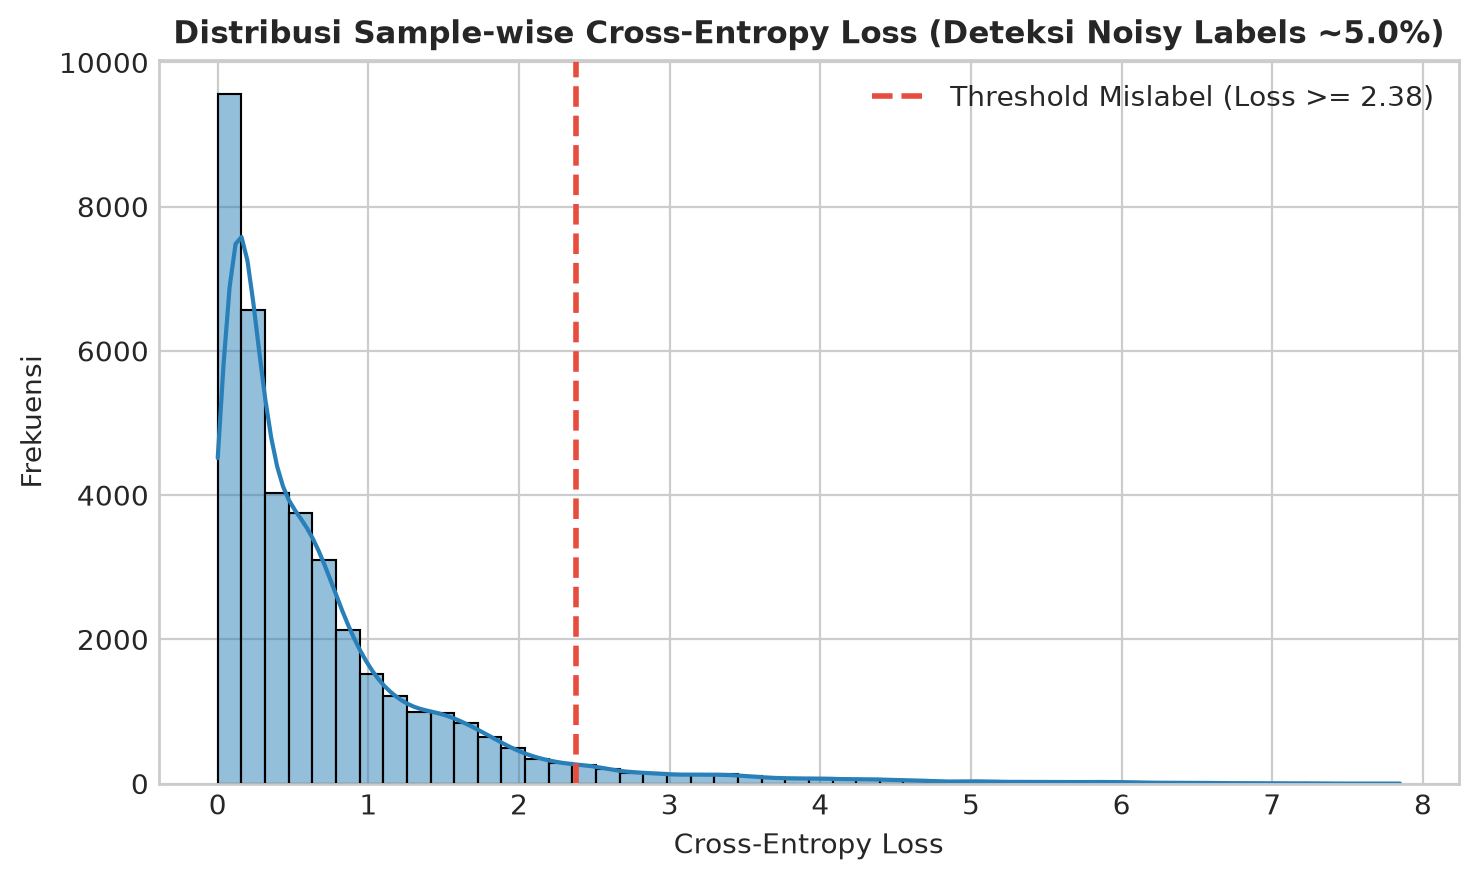 Distribusi Sample-wise Cross-Entropy Loss (Deteksi Noisy Labels ~5.0%)
Threshold Mislabel (Loss >= 2.38)
10000
8000
6000
4000
2000
0
Frekuensi
0 1 2 3 4 5 6 7 8
Cross-Entropy Loss